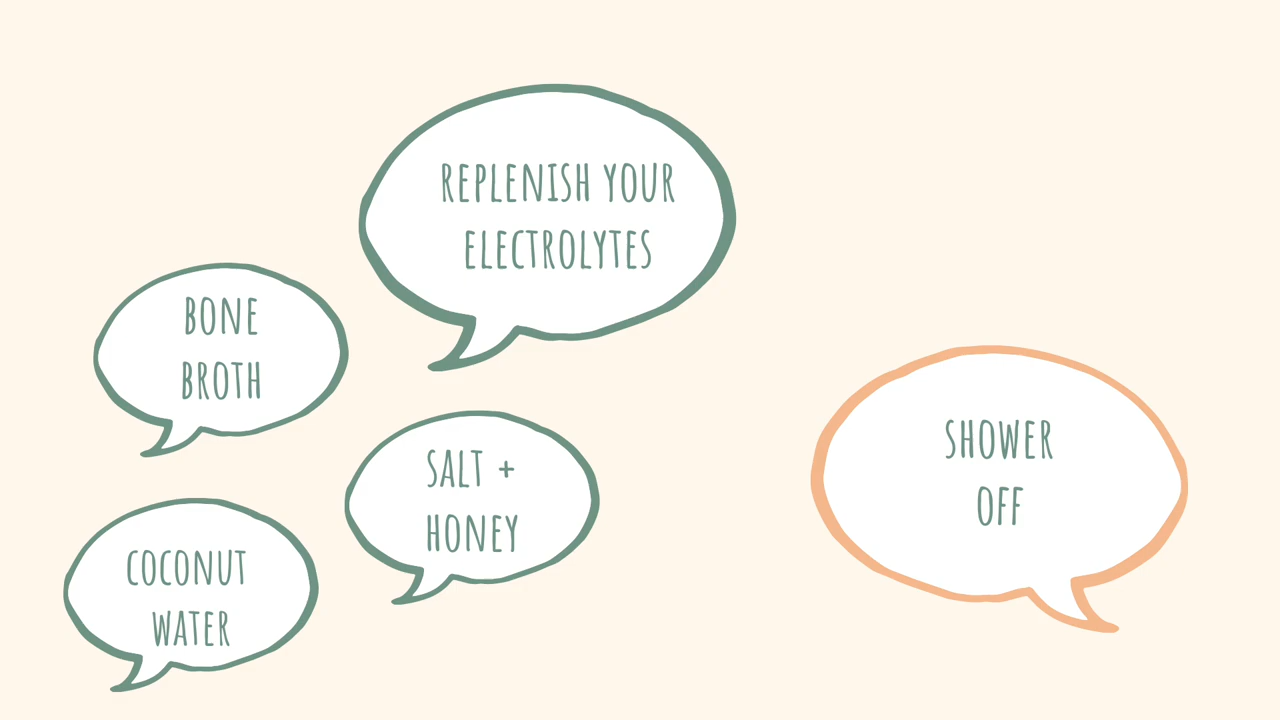 REPLENISH YOUR
ELECTROLYTES
BONE
BROTH
SALT +
HONEY
COCONUT
WATER
SHOWER
OFF